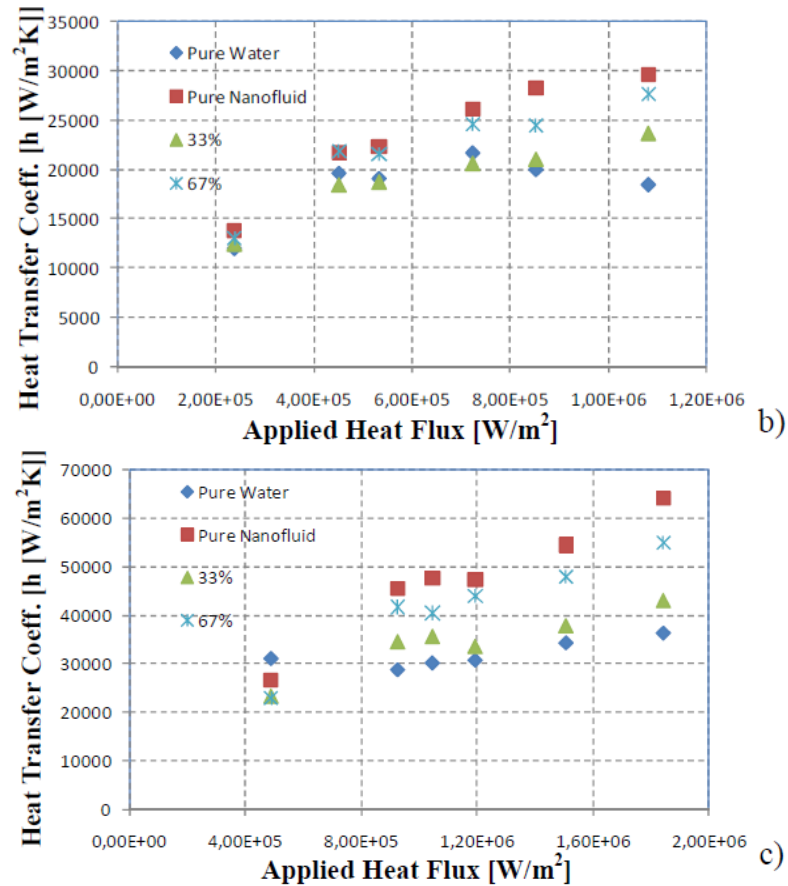 35000
30000
25000
20000
15000
10000
5000
0
Heat Transfer Coeff. [h [W/m²K]]
Pure Water
Pure Nanofluid
33%
67%
0,00E+00 2,00E+05 4,00E+05 6,00E+05 8,00E+05 1,00E+06 1,20E+06
Applied Heat Flux [W/m²]
b)
70000
60000
50000
40000
30000
20000
10000
0
Heat Transfer Coeff. [h [W/m²K]]
Pure Water
Pure Nanofluid
33%
67%
0,00E+00 4,00E+05 8,00E+05 1,20E+06 1,60E+06 2,00E+06
Applied Heat Flux [W/m²]
c)